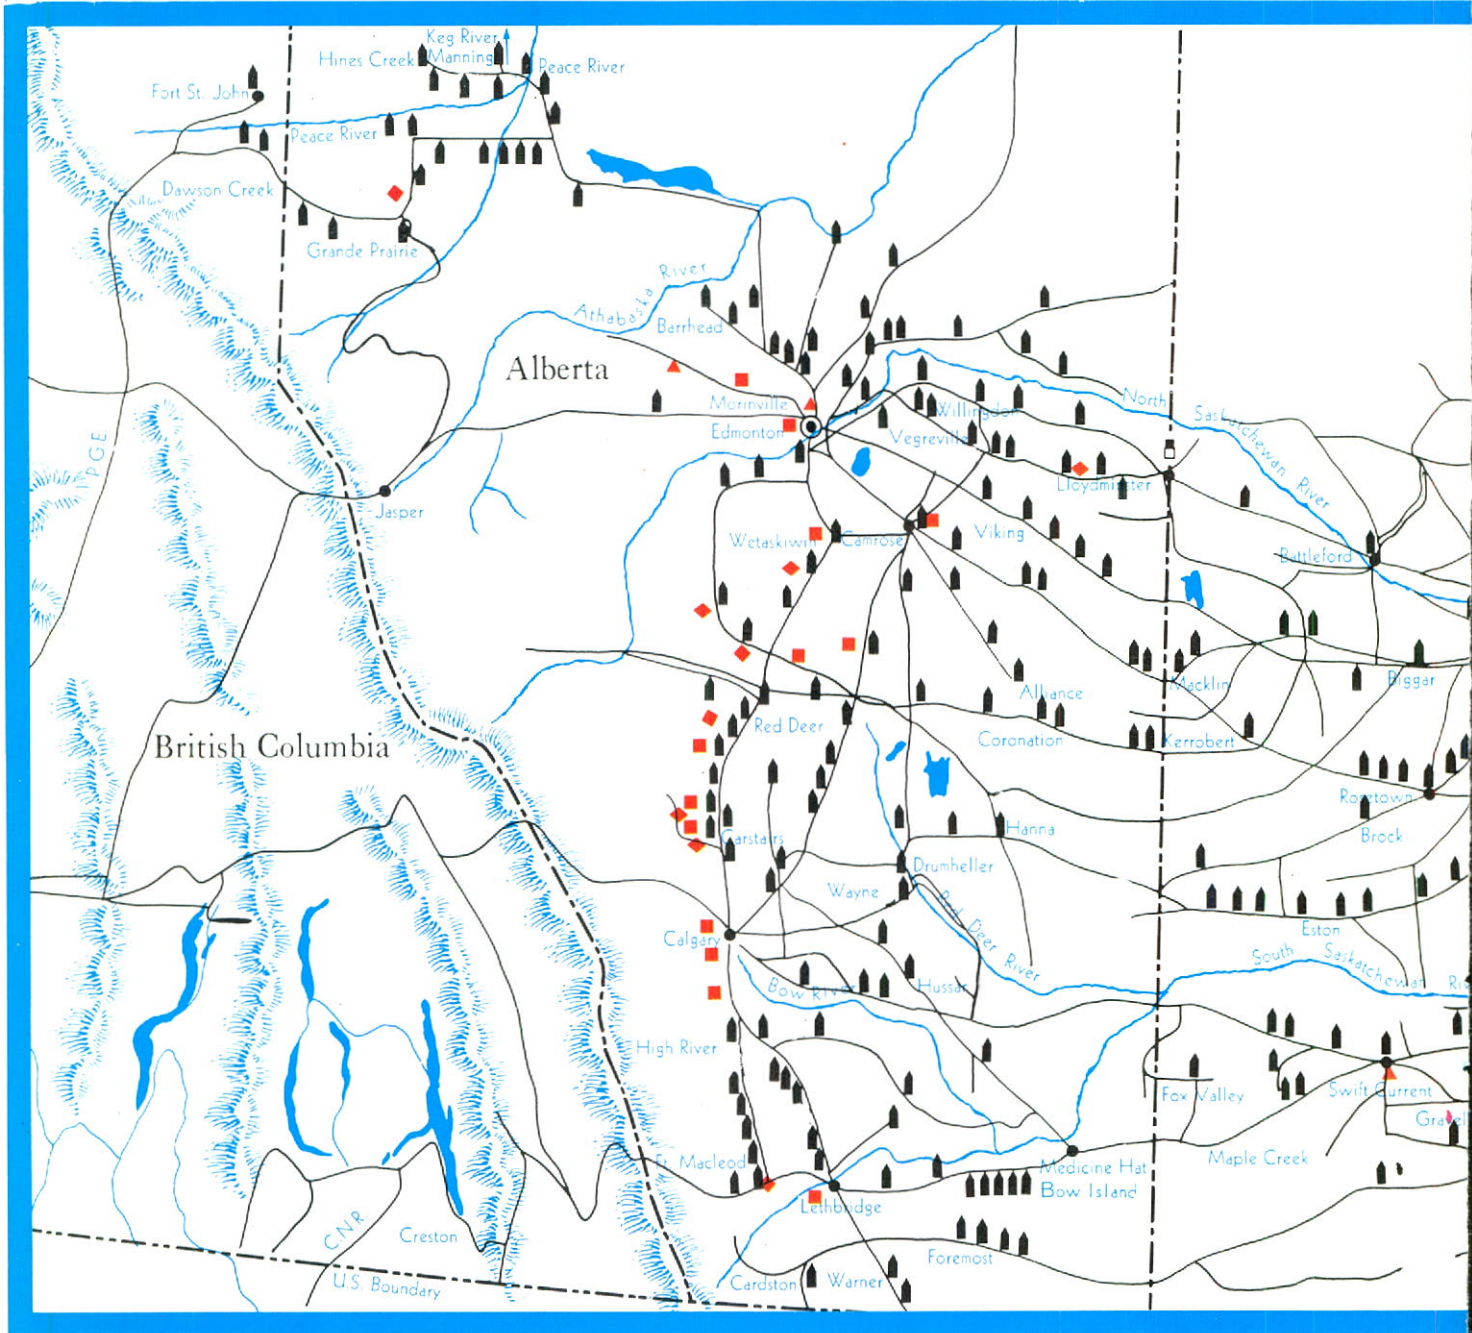 Keg River
Hines Creek
Manning
Peace River
Fort St. John
Peace River
Dawson Creek
Grande Prairie
PGE
Athabaska River
Barrhead
Alberta
Morinville
Edmonton
Willingdon
Vegreville
North Saskatchewan River
Lloydminster
Jasper
Wetaskiwin
Camrose
Viking
Battleford
British Columbia
Red Deer
Alliance
Macklin
Biggar
Coronation
Kerrobert
Rosetown
Brock
Carstairs
Hanna
Drumheller
Wayne
Red Deer River
Eston
Calgary
South Saskatchewan
Bow River
Hussar
High River
Fox Valley
Swift Current
Ft. Macleod
Medicine Hat
Maple Creek
Bow Island
Lethbridge
CNR
Creston
Foremost
U.S. Boundary
Cardston
Warner